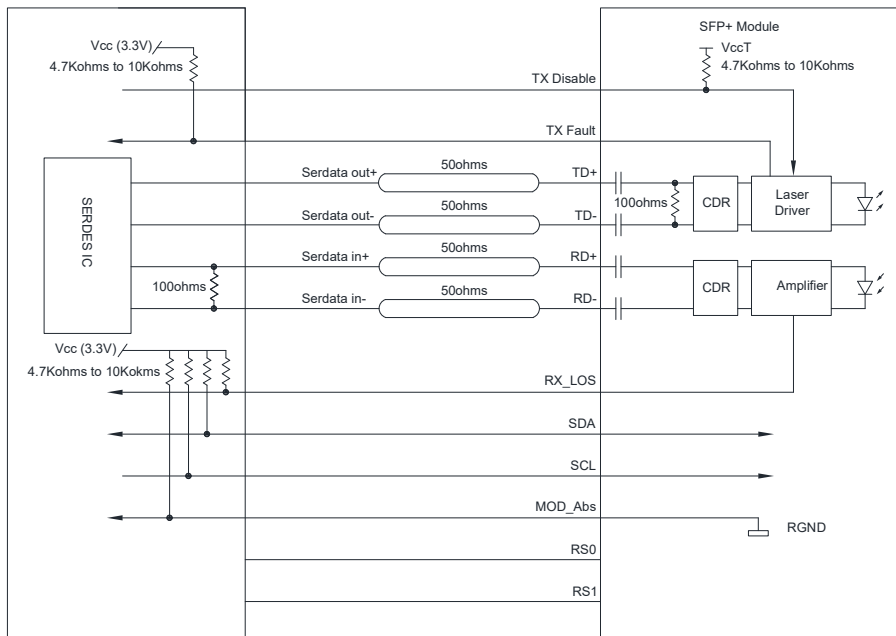 SFP+ Module
Vcc (3.3V)
4.7Kohms to 10Kohms
VccT
4.7Kohms to 10Kohms
TX Disable
TX Fault
SERDES IC
Serdata out+
50ohms
TD+
Serdata out-
50ohms
TD-
100ohms
CDR
Laser
Driver
Serdata in+
50ohms
RD+
100ohms
Serdata in-
50ohms
RD-
CDR
Amplifier
Vcc (3.3V)
4.7Kohms to 10Kokms
RX_LOS
SDA
SCL
MOD_Abs
RGND
RS0
RS1